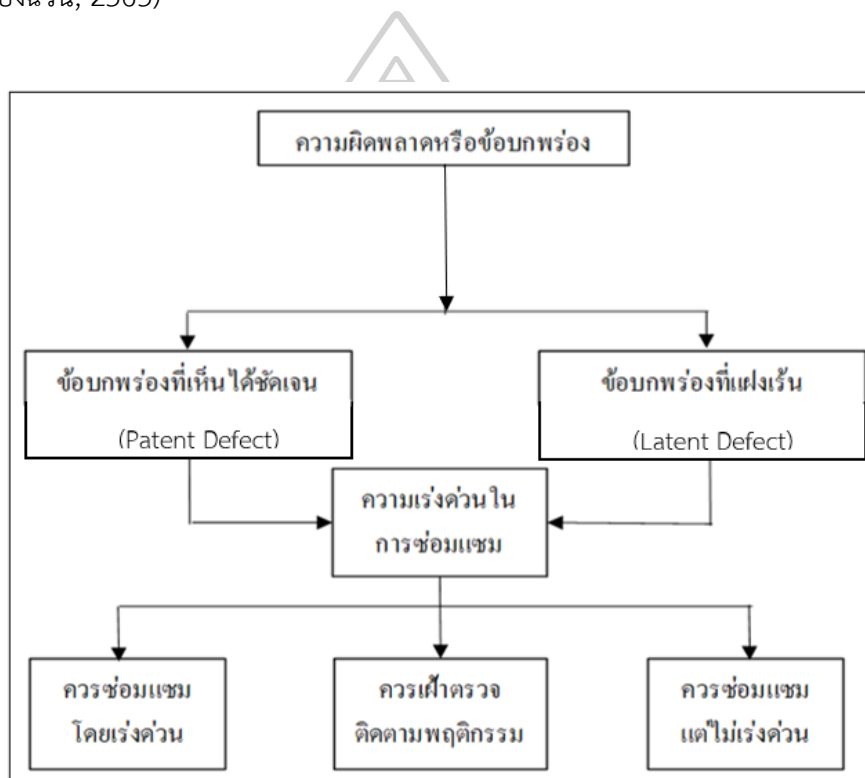 2565)
ความผิดพลาดหรือข้อบกพร่อง
ข้อบกพร่องที่เห็นได้ชัดเจน
(Patent Defect)
ข้อบกพร่องที่แฝงเร้น
(Latent Defect)
ความเร่งด่วนใน
การซ่อมแซม
ควรซ่อมแซม
โดยเร่งด่วน
ควรเฝ้าตรวจ
ติดตามพฤติกรรม
ควรซ่อมแซม
แต่ไม่เร่งด่วน